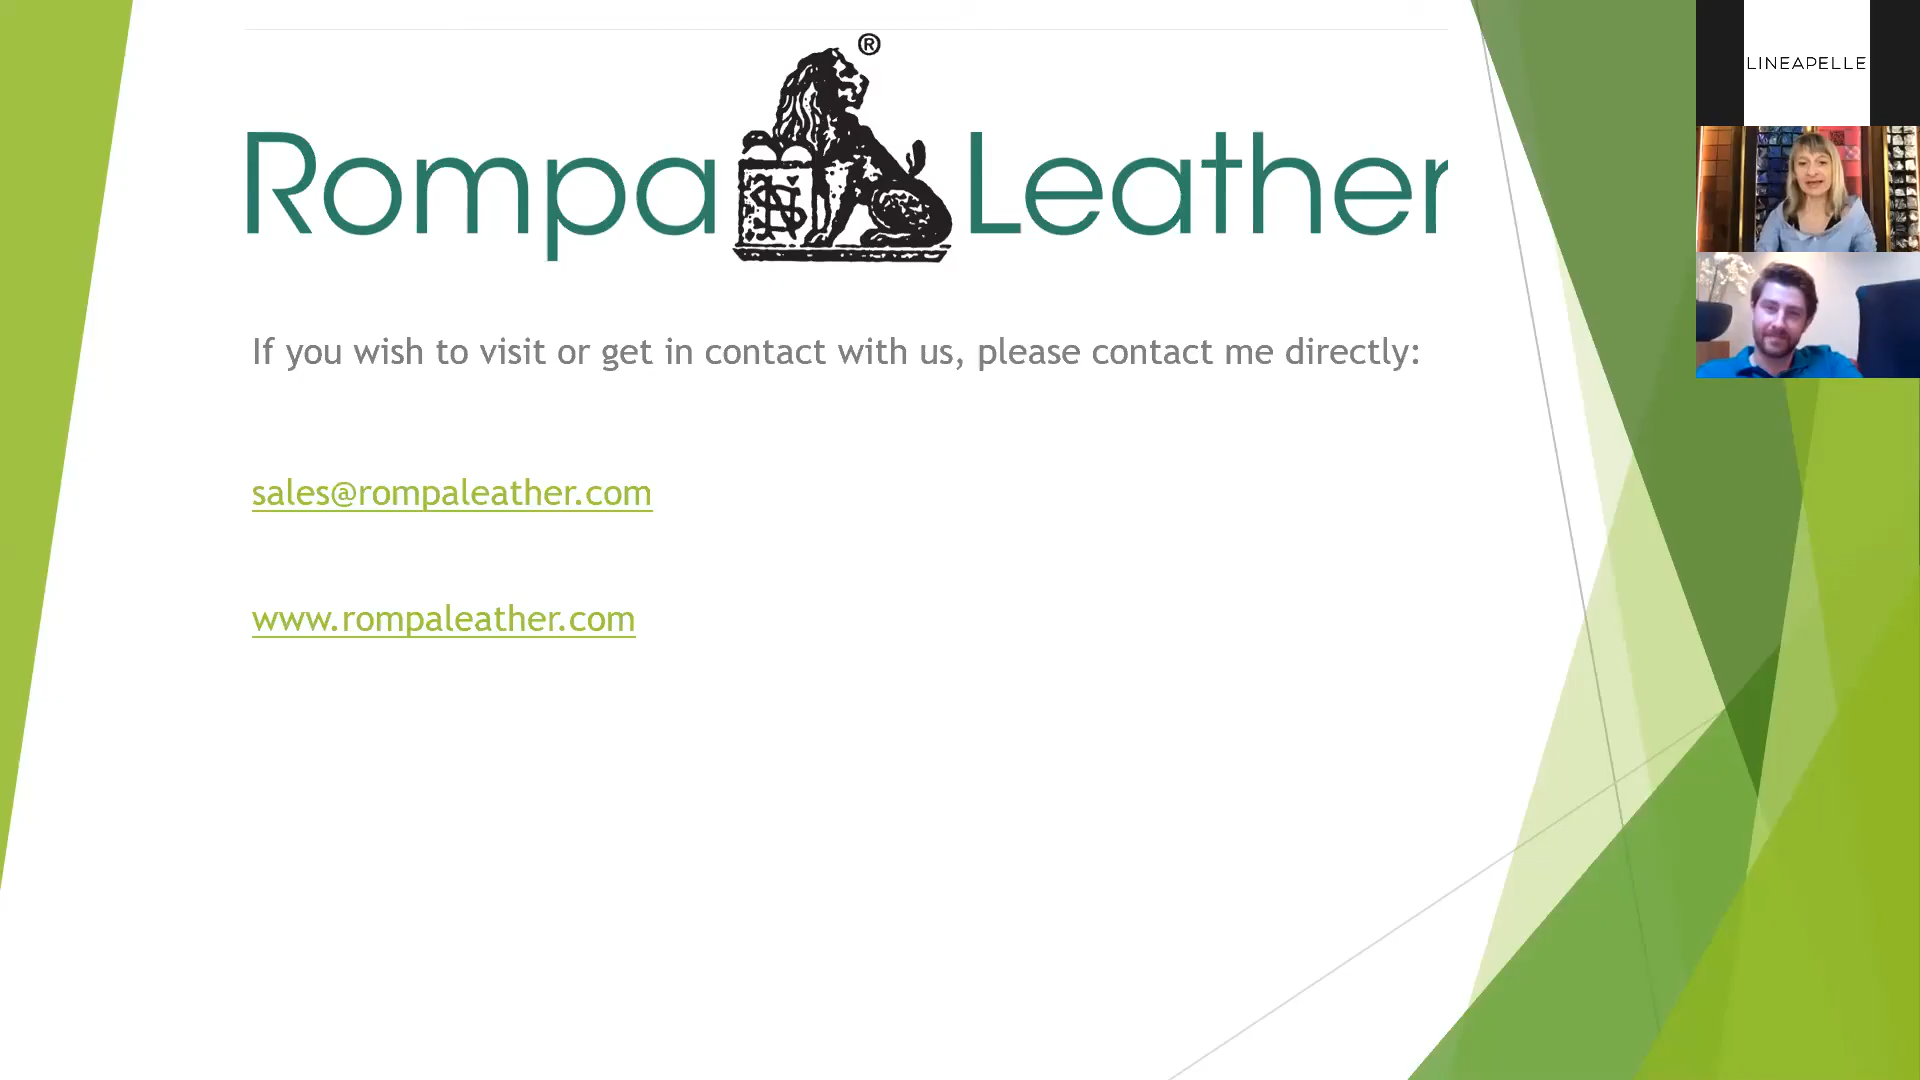 Rompa Leather
®
If you wish to visit or get in contact with us, please contact me directly:
sales@rompaleather.com
www.rompaleather.com
LINEAPELLE